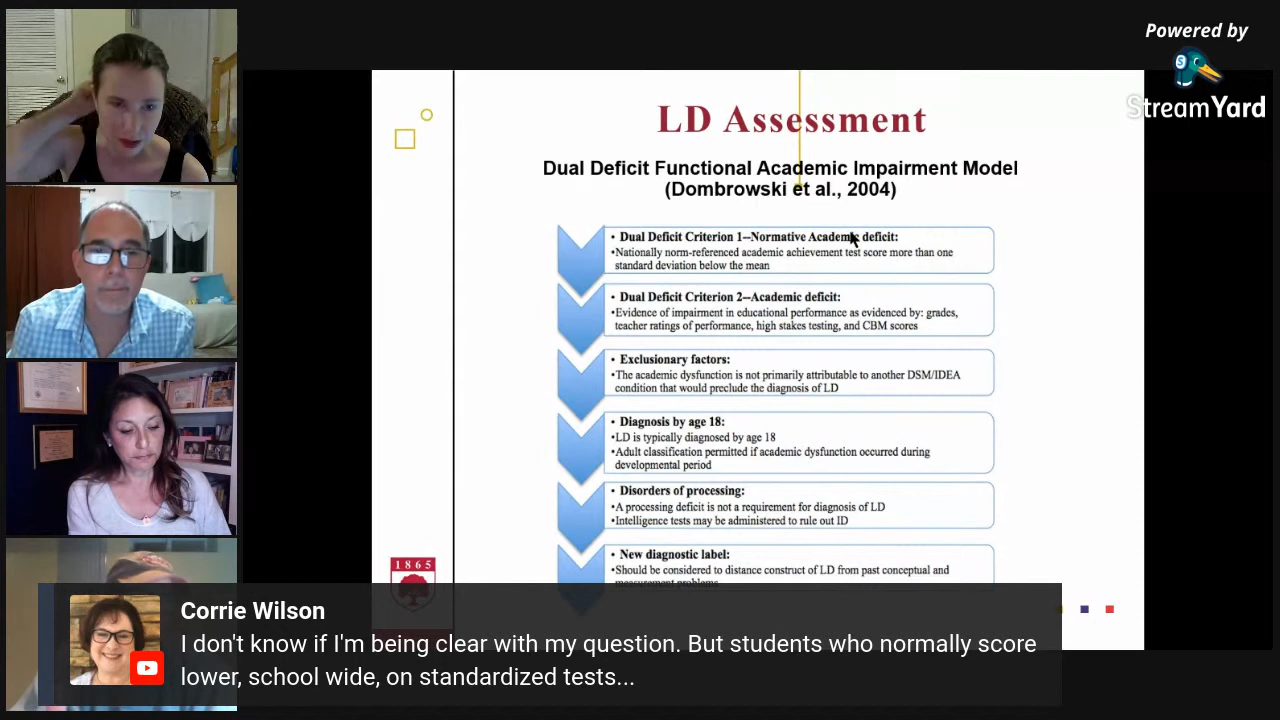 Powered by
StreamYard
LD Assessment
Dual Deficit Functional Academic Impairment Model
(Dombrowski et al., 2004)
• Dual Deficit Criterion 1--Normative Academic deficit:
•Nationally norm-referenced academic achievement test score more than one
standard deviation below the mean
• Dual Deficit Criterion 2--Academic deficit:
•Evidence of impairment in educational performance as evidenced by: grades,
teacher ratings of performance, high stakes testing, and CBM scores
• Exclusionary factors:
•The academic dysfunction is not primarily attributable to another DSM/IDEA
condition that would preclude the diagnosis of LD
• Diagnosis by age 18:
•LD is typically diagnosed by age 18
•Adult classification permitted if academic dysfunction occurred during
developmental period
• Disorders of processing:
•A processing deficit is not a requirement for diagnosis of LD
•Intelligence tests may be administered to rule out ID
• New diagnostic label:
•Should be considered to distance construct of LD from past conceptual and
measurement problems
1865
Corrie Wilson
I don't know if I'm being clear with my question. But students who normally score
lower, school wide, on standardized tests...